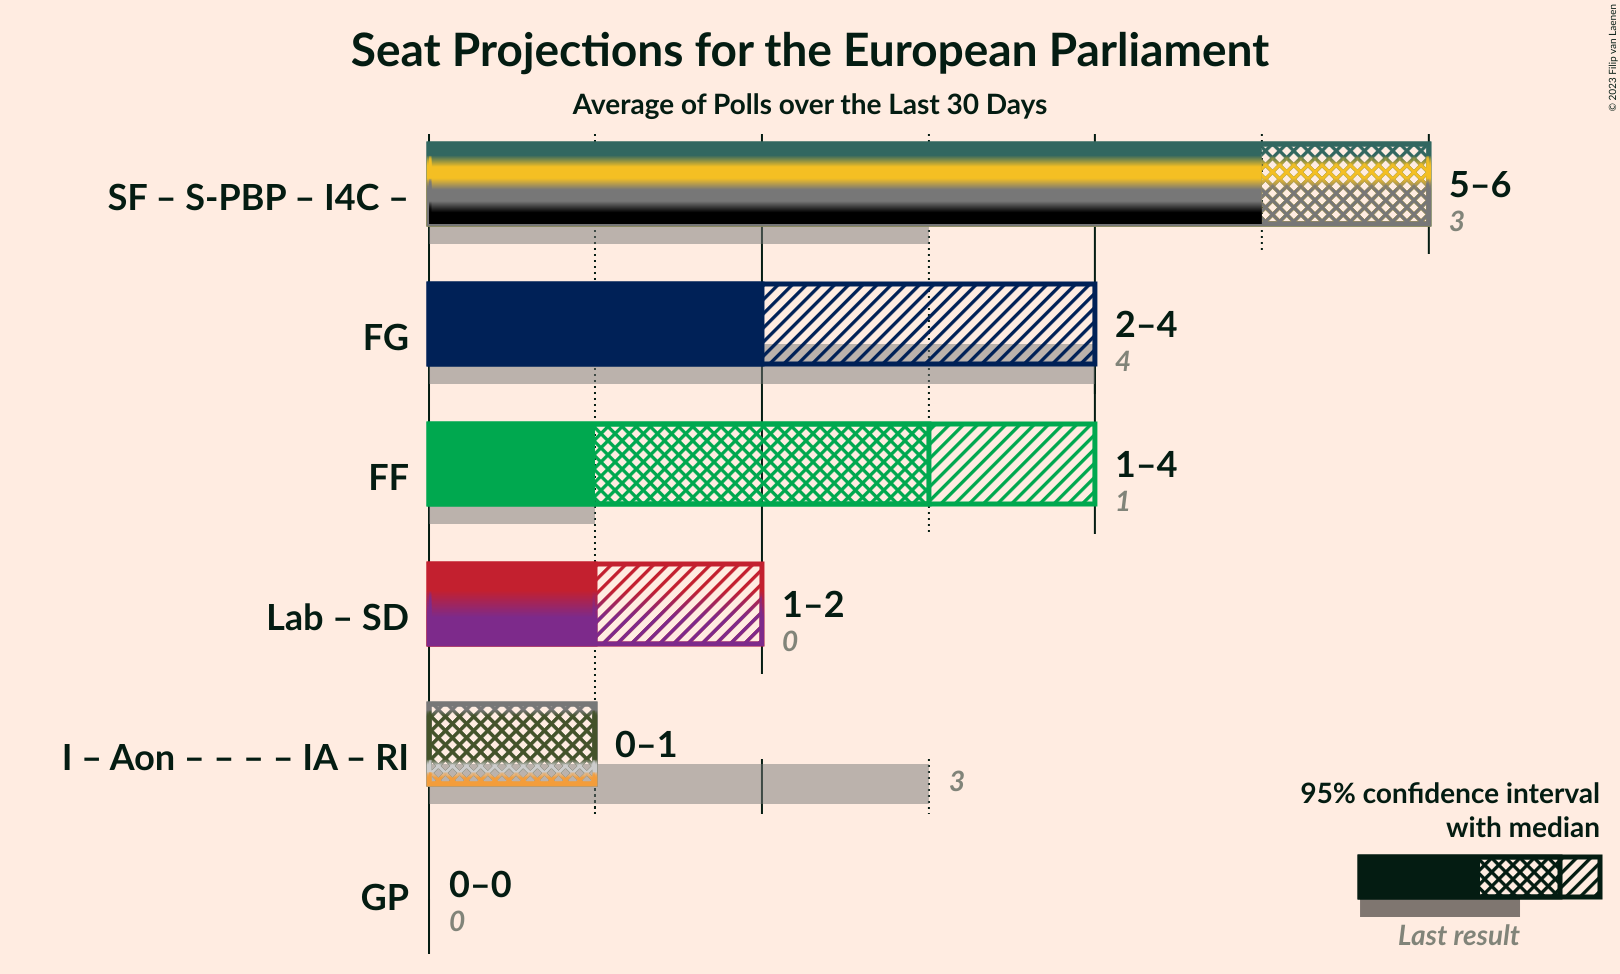 Seat Projections for the European Parliament
Average of Polls over the Last 30 Days
© 2023 Filip van Laenen
SF – S-PBP – I4C –
5–6
3
FG
2–4
4
FF
1–4
1
Lab – SD
1–2
0
I – Aon – – – – IA – RI
0–1
3
GP
0–0
0
95% confidence interval
with median
Last result